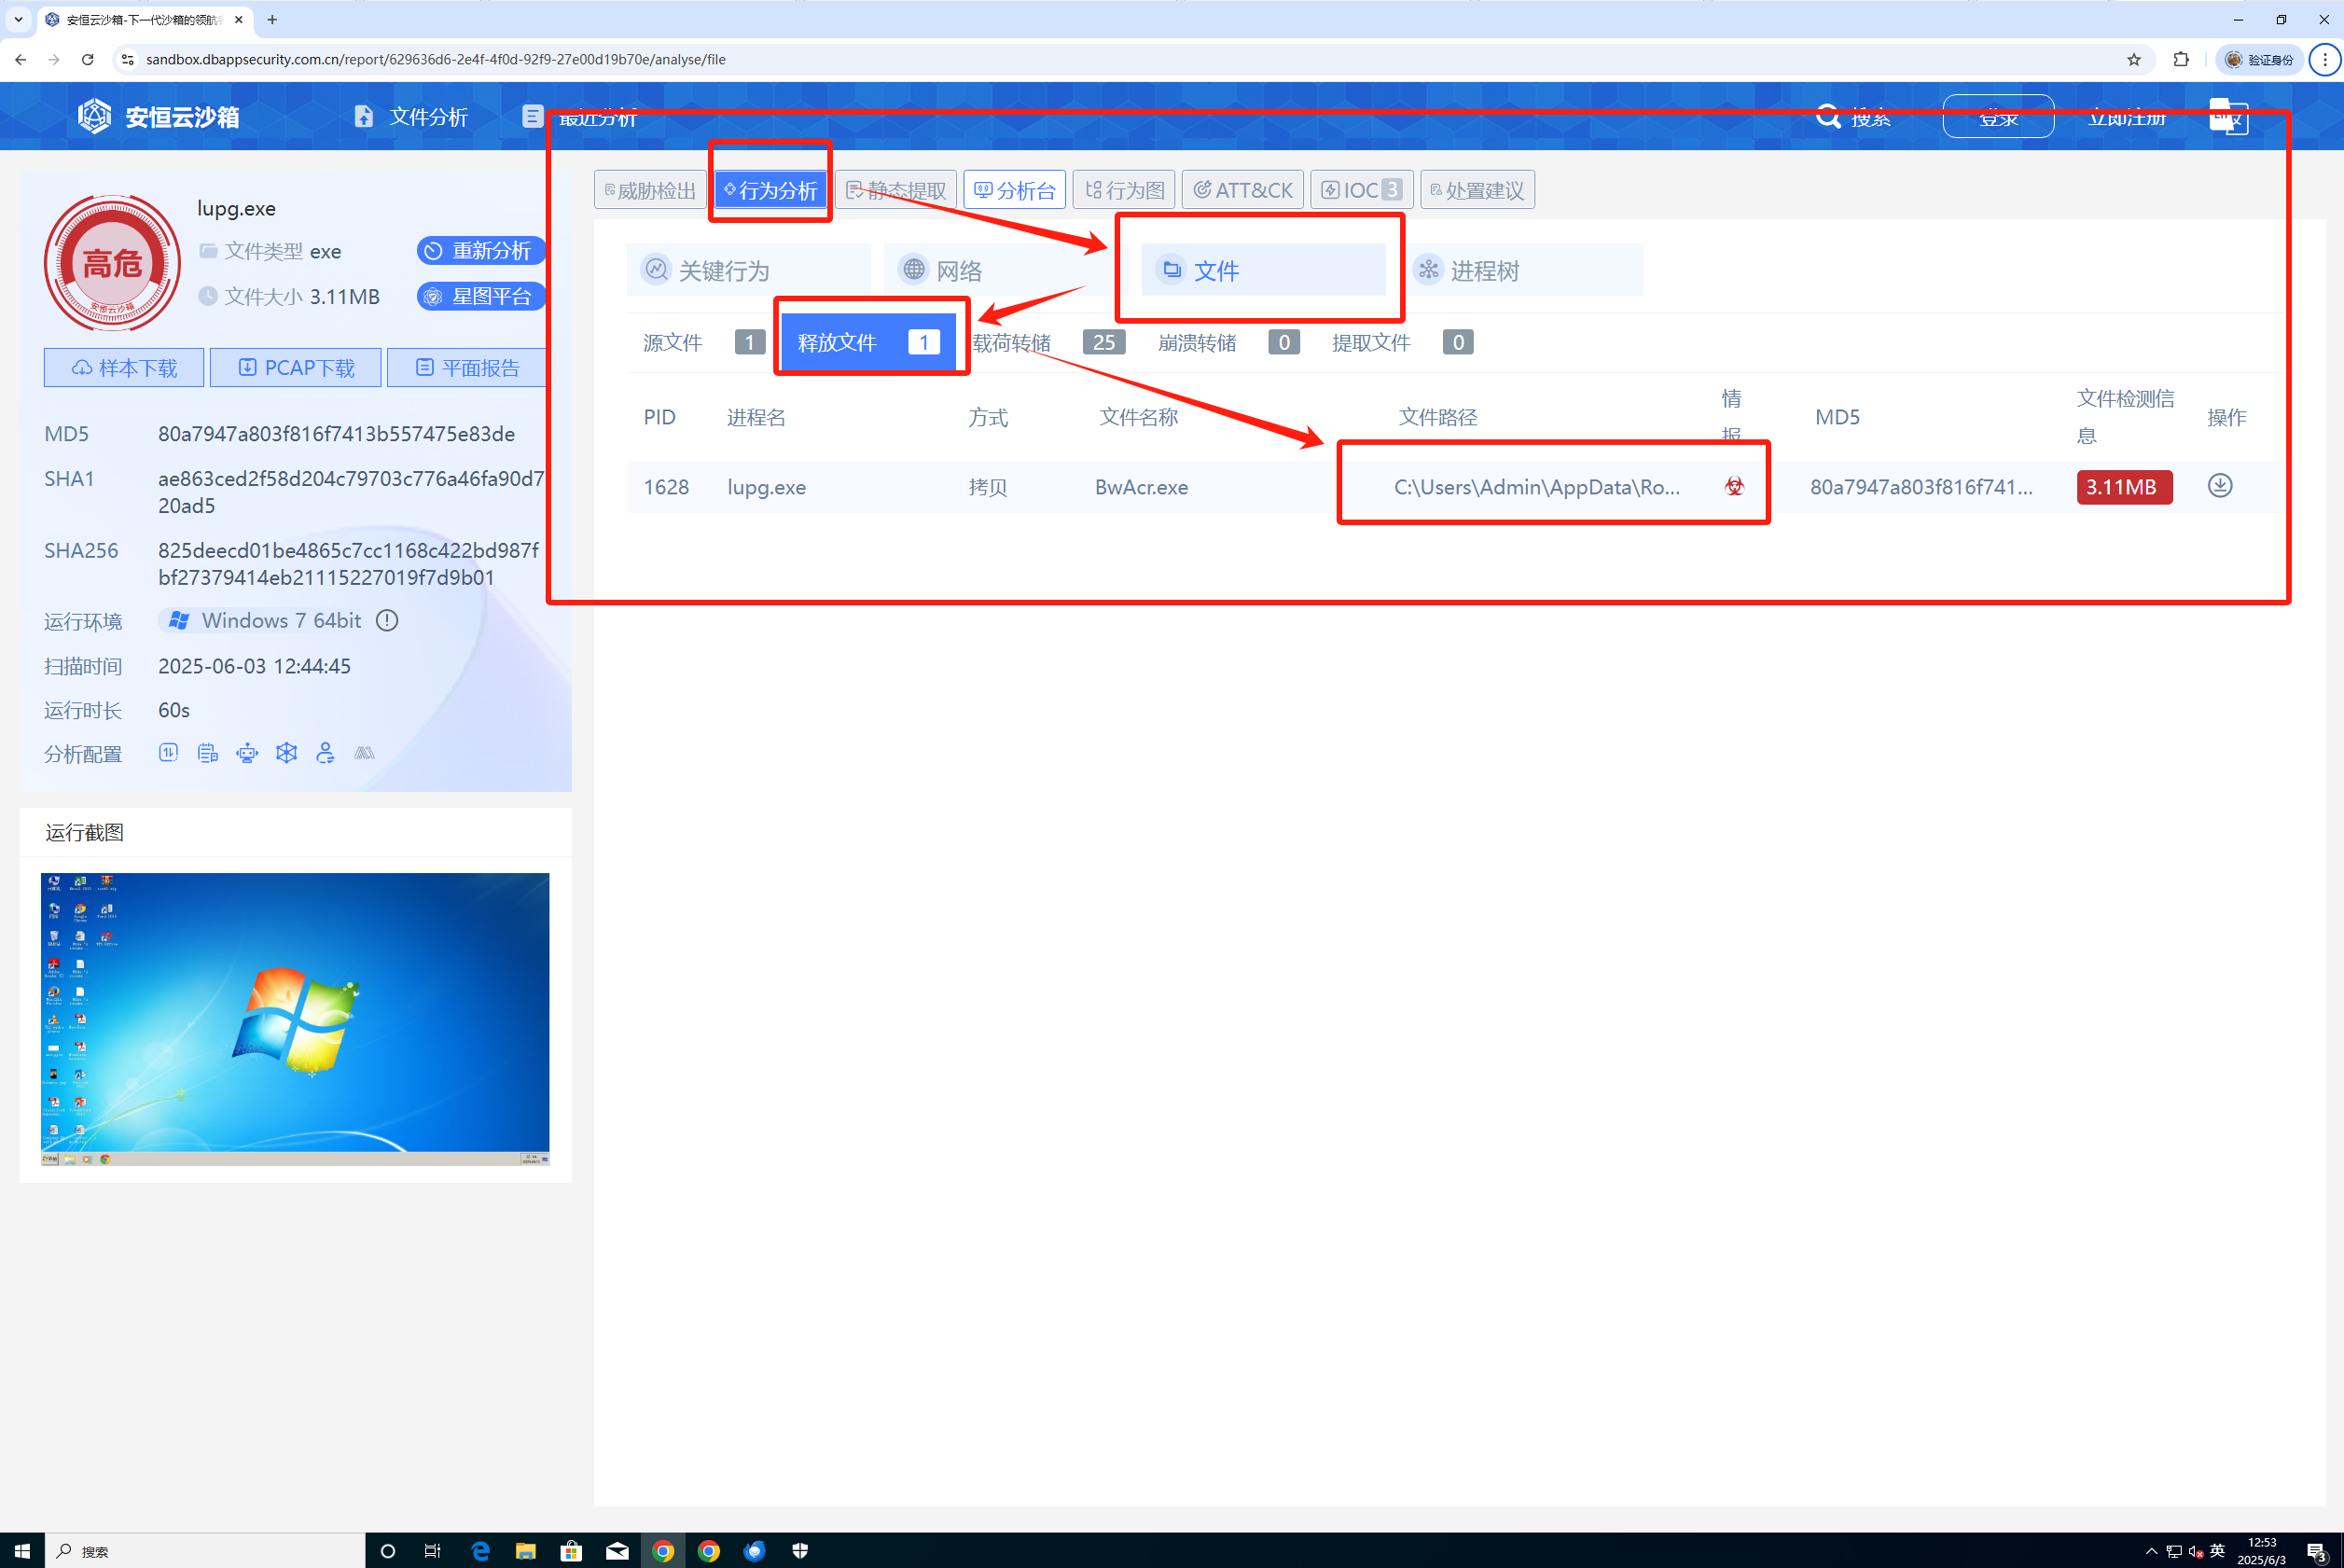 安恒云沙箱-下一代沙箱的领航
sandbox.dbappsecurity.com.cn/report/629636d6-2e4f-4f0d-92f9-27e00d19b70e/analyse/file
验证身份
安恒云沙箱
文件分析
最近分析
搜索
登录
立即注册
高危
安恒云沙箱
lupg.exe
文件类型 exe
重新分析
文件大小 3.11MB
星图平台
样本下载
PCAP下载
平面报告
MD5 80a7947a803f816f7413b557475e83de
SHA1 ae863ced2f58d204c79703c776a46fa90d7
20ad5
SHA256 825deecd01be4865c7cc1168c422bd987f
bf27379414eb21115227019f7d9b01
运行环境 Windows 7 64bit
扫描时间 2025-06-03 12:44:45
运行时长 60s
分析配置
运行截图
威胁检出 行为分析 静态提取 分析台 行为图 ATT&CK IOC 3 处置建议
关键行为 网络 文件 进程树
源文件 1 释放文件 1 载荷转储 25 崩溃转储 0 提取文件 0
PID 进程名 方式 文件名称 文件路径 情报 MD5 文件检测信息 操作
1628 lupg.exe 拷贝 BwAcr.exe C:\Users\Admin\AppData\Ro... 80a7947a803f816f741... 3.11MB
搜索
英
12:53
2025/6/3
3